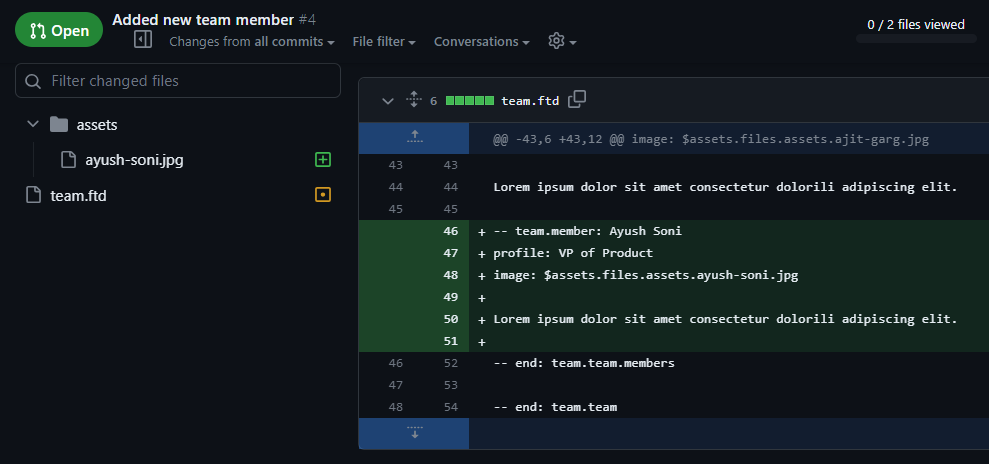 Open
Added new team member #4
Changes from all commits
File filter
Conversations
0 / 2 files viewed
Filter changed files
assets
ayush-soni.jpg
team.ftd
6 team.ftd
@@ -43,6 +43,12 @@ image: $assets.files.assets.ajit-garg.jpg
43 43
44 44 Lorem ipsum dolor sit amet consectetur dolorili adipiscing elit.
45 45
46 + -- team.member: Ayush Soni
47 + profile: VP of Product
48 + image: $assets.files.assets.ayush-soni.jpg
49 +
50 + Lorem ipsum dolor sit amet consectetur dolorili adipiscing elit.
51 +
46 52 -- end: team.team.members
47 53
48 54 -- end: team.team